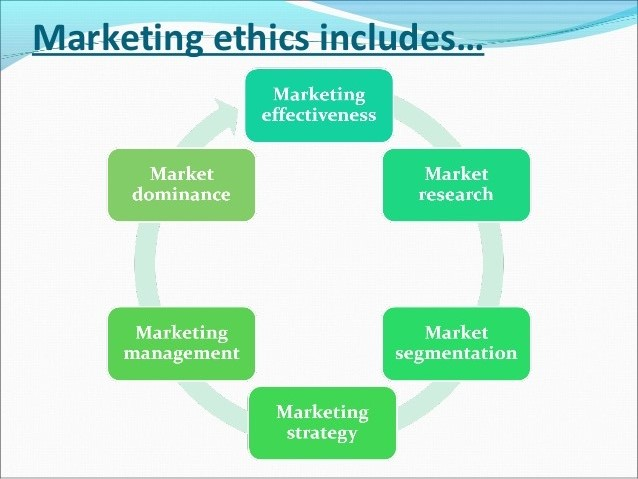 Marketing ethics includes...
Marketing
effectiveness
Market
research
Market
segmentation
Marketing
strategy
Marketing
management
Market
dominance